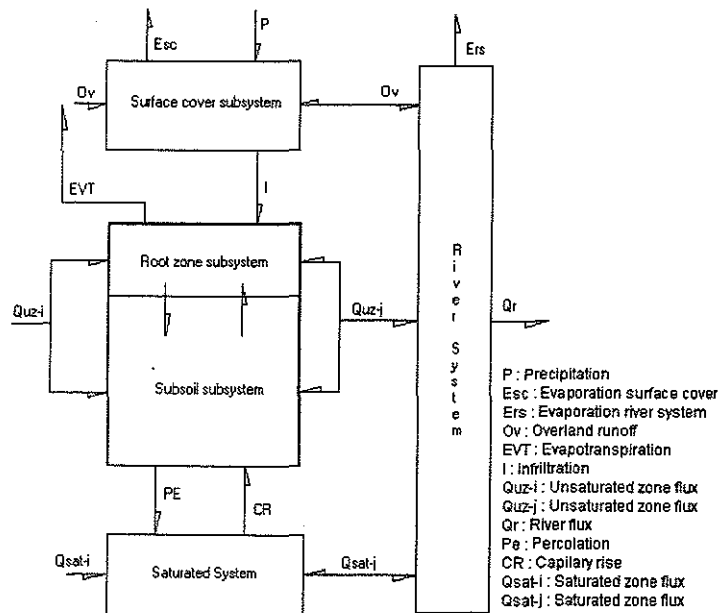 Esc
P
Ers
Ov
Surface cover subsystem
Ov
EVT
I
Root zone subsystem
Quz-i
Quz-j
River System
Qr
Subsoil subsystem
PE
CR
Qsat-i
Saturated System
Qsat-j
P : Precipitation
Esc : Evaporation surface cover
Ers : Evaporation river system
Ov : Overland runoff
EVT : Evapotranspiration
I : Infriltration
Quz-i : Unsaturated zone flux
Quz-j : Unsaturated zone flux
Qr : River flux
Pe : Percolation
CR : Capilary rise
Qsat-i : Saturated zone flux
Qsat-j : Saturated zone flux